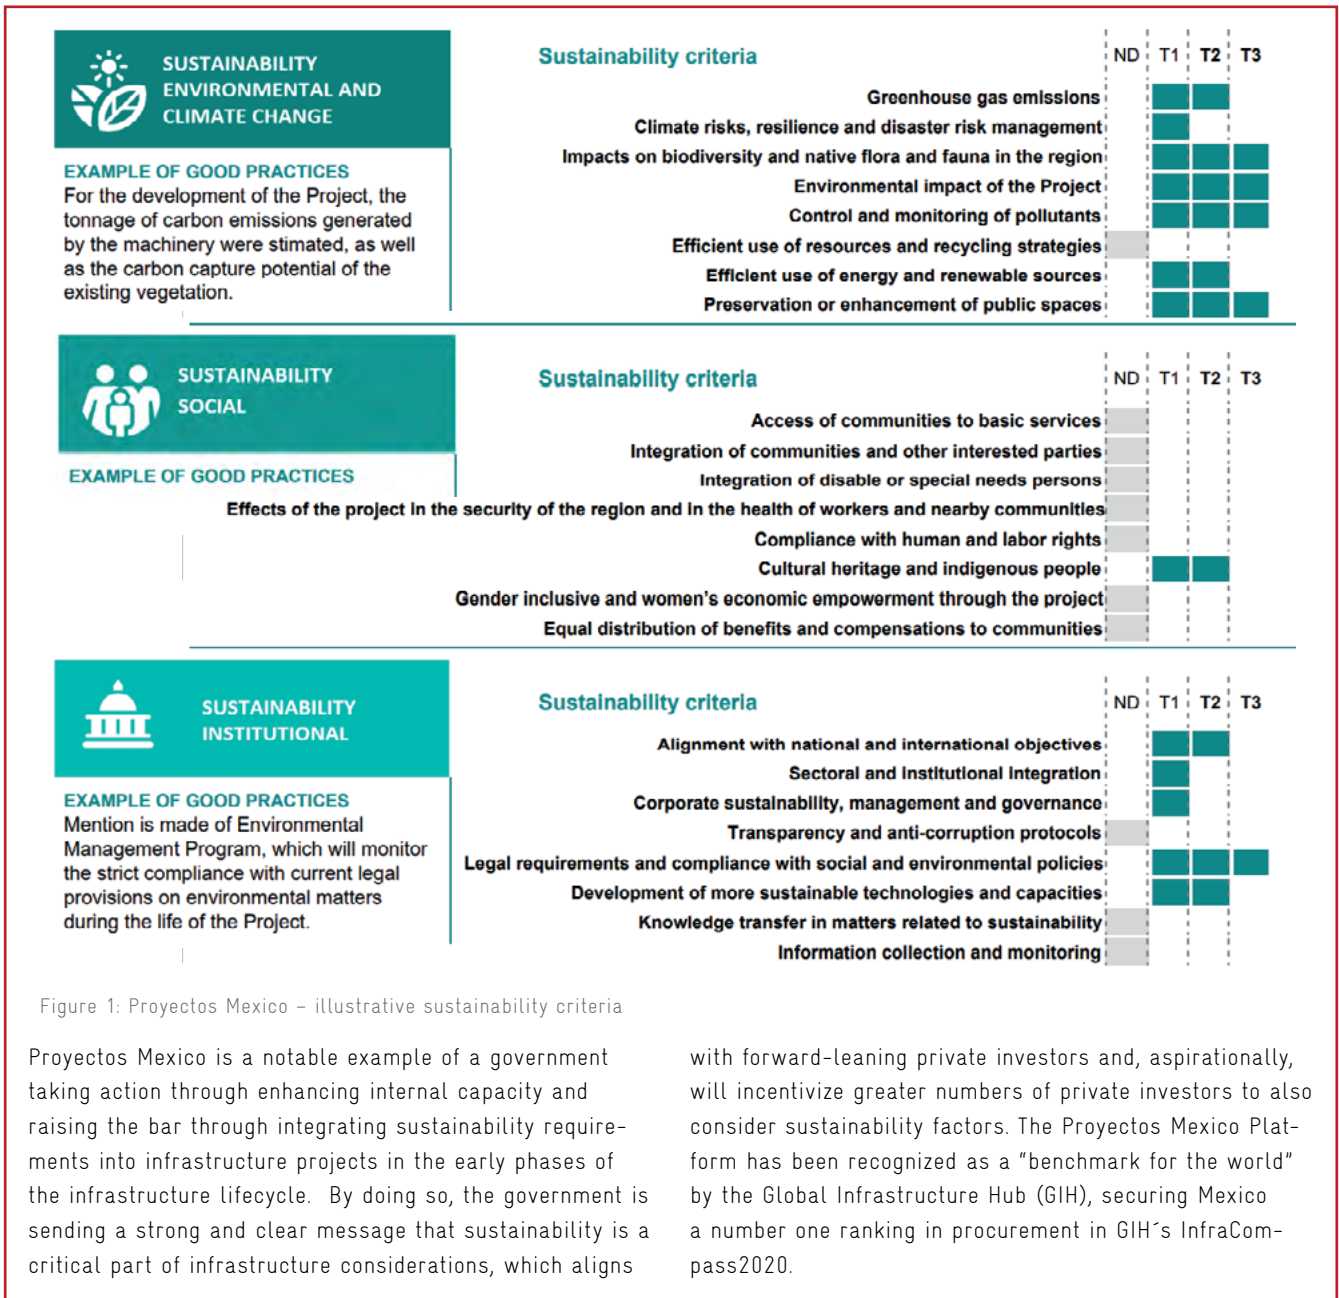 SUSTAINABILITY
ENVIRONMENTAL AND
CLIMATE CHANGE
EXAMPLE OF GOOD PRACTICES
For the development of the Project, the
tonnage of carbon emissions generated
by the machinery were stimated, as well
as the carbon capture potential of the
existing vegetation.
Sustainability criteria ND T1 T2 T3
Greenhouse gas emissions
Climate risks, resilience and disaster risk management
Impacts on biodiversity and native flora and fauna in the region
Environmental impact of the Project
Control and monitoring of pollutants
Efficient use of resources and recycling strategies
Efficient use of energy and renewable sources
Preservation or enhancement of public spaces
SUSTAINABILITY
SOCIAL
EXAMPLE OF GOOD PRACTICES
Sustainability criteria ND T1 T2 T3
Access of communities to basic services
Integration of communities and other interested parties
Integration of disable or special needs persons
Effects of the project in the security of the region and in the health of workers and nearby communities
Compliance with human and labor rights
Cultural heritage and indigenous people
Gender inclusive and women's economic empowerment through the project
Equal distribution of benefits and compensations to communities
SUSTAINABILITY
INSTITUTIONAL
EXAMPLE OF GOOD PRACTICES
Mention is made of Environmental
Management Program, which will monitor
the strict compliance with current legal
provisions on environmental matters
during the life of the Project.
Sustainability criteria ND T1 T2 T3
Alignment with national and international objectives
Sectoral and Institutional Integration
Corporate sustainability, management and governance
Transparency and anti-corruption protocols
Legal requirements and compliance with social and environmental policies
Development of more sustainable technologies and capacities
Knowledge transfer in matters related to sustainability
Information collection and monitoring
Figure 1: Proyectos Mexico – illustrative sustainability criteria
Proyectos Mexico is a notable example of a government
taking action through enhancing internal capacity and
raising the bar through integrating sustainability require-
ments into infrastructure projects in the early phases of
the infrastructure lifecycle. By doing so, the government is
sending a strong and clear message that sustainability is a
critical part of infrastructure considerations, which aligns
with forward-leaning private investors and, aspirationally,
will incentivize greater numbers of private investors to also
consider sustainability factors. The Proyectos Mexico Plat-
form has been recognized as a "benchmark for the world"
by the Global Infrastructure Hub (GIH), securing Mexico
a number one ranking in procurement in GIH´s InfraCom-
pass2020.